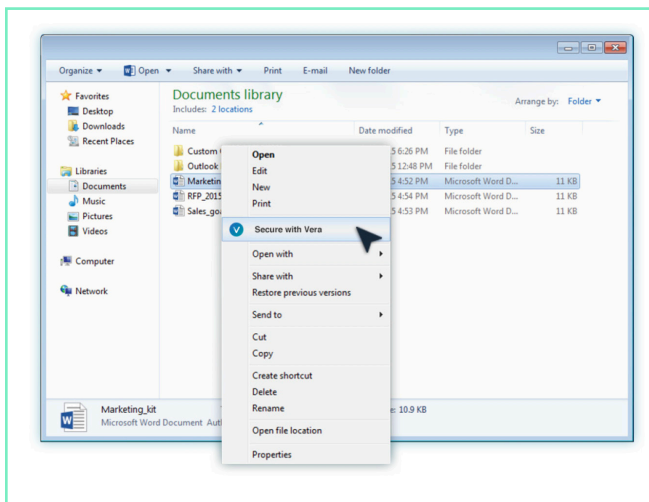 Organize Open Share with Print E-mail New folder
Favorites
Desktop
Downloads
Recent Places
Libraries
Documents
Music
Pictures
Videos
Computer
Network
Documents library
Includes: 2 locations
Arrange by: Folder
Name Date modified Type Size
Custom 5 6:26 PM File folder
Outlook 5 12:48 PM File folder
Marketin 5 4:52 PM Microsoft Word D... 11 KB
RFP_2015 5 4:54 PM Microsoft Word D... 11 KB
Sales_goa 5 4:53 PM Microsoft Word D... 11 KB
Open
Edit
New
Print
V Secure with Vera
Open with
Share with
Restore previous versions
Send to
Cut
Copy
Create shortcut
Delete
Rename
Open file location
Properties
Marketing_kit 10.9 KB
Microsoft Word Document
W